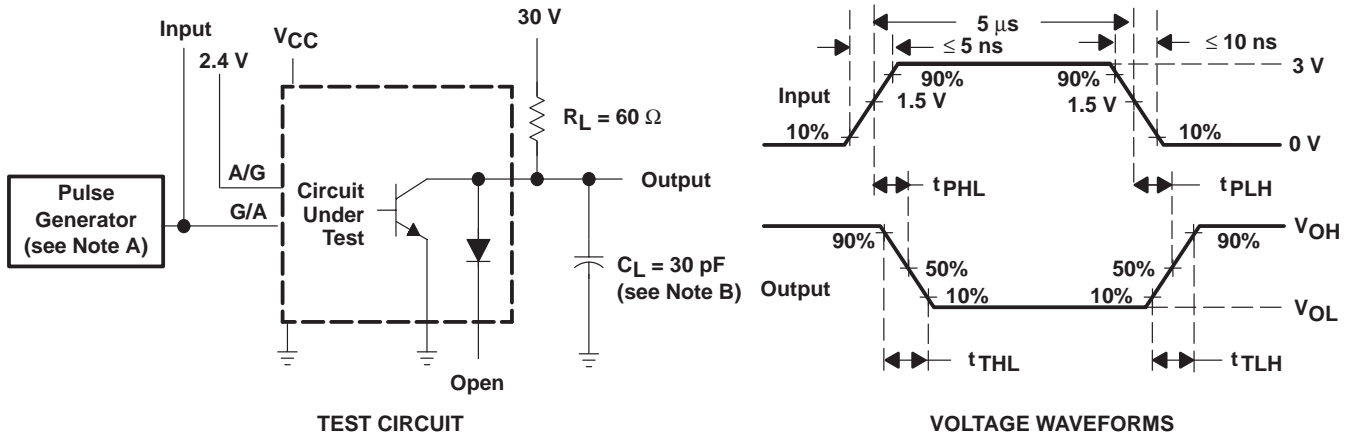 Input
2.4 V
VCC
30 V
RL = 60 Ω
A/G
G/A
Pulse
Generator
(see Note A)
Circuit
Under
Test
Output
CL = 30 pF
(see Note B)
Open
TEST CIRCUIT
5 μs
≤ 5 ns
≤ 10 ns
3 V
90%
90%
1.5 V
1.5 V
Input
10%
10%
0 V
tPHL
tPLH
VOH
90%
90%
50%
50%
Output
10%
10%
VOL
tTHL
tTLH
VOLTAGE WAVEFORMS